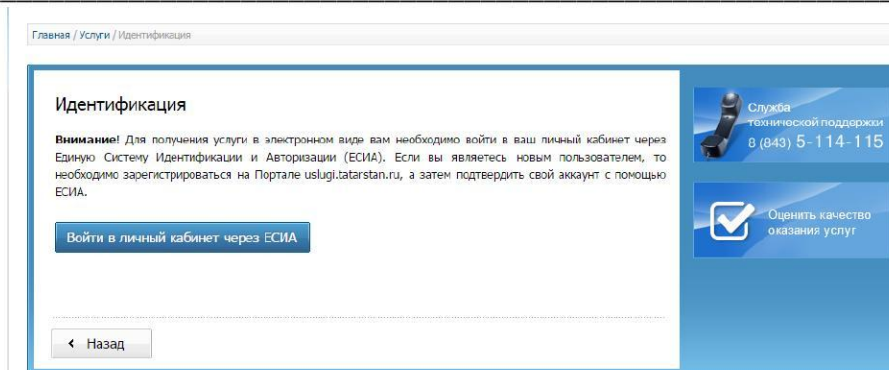 Главная / Услуги / Идентификация
Идентификация
Внимание! Для получения услуги в электронном виде вам необходимо войти в ваш личный кабинет через
Единую Систему Идентификации и Авторизации (ЕСИА). Если вы являетесь новым пользователем, то
необходимо зарегистрироваться на Портале uslugi.tatarstan.ru, а затем подтвердить свой аккаунт с помощью
ЕСИА.
Войти в личный кабинет через ЕСИА
Назад
Служба
технической поддержки
8 (843) 5-114-115
Оценить качество
оказания услуг